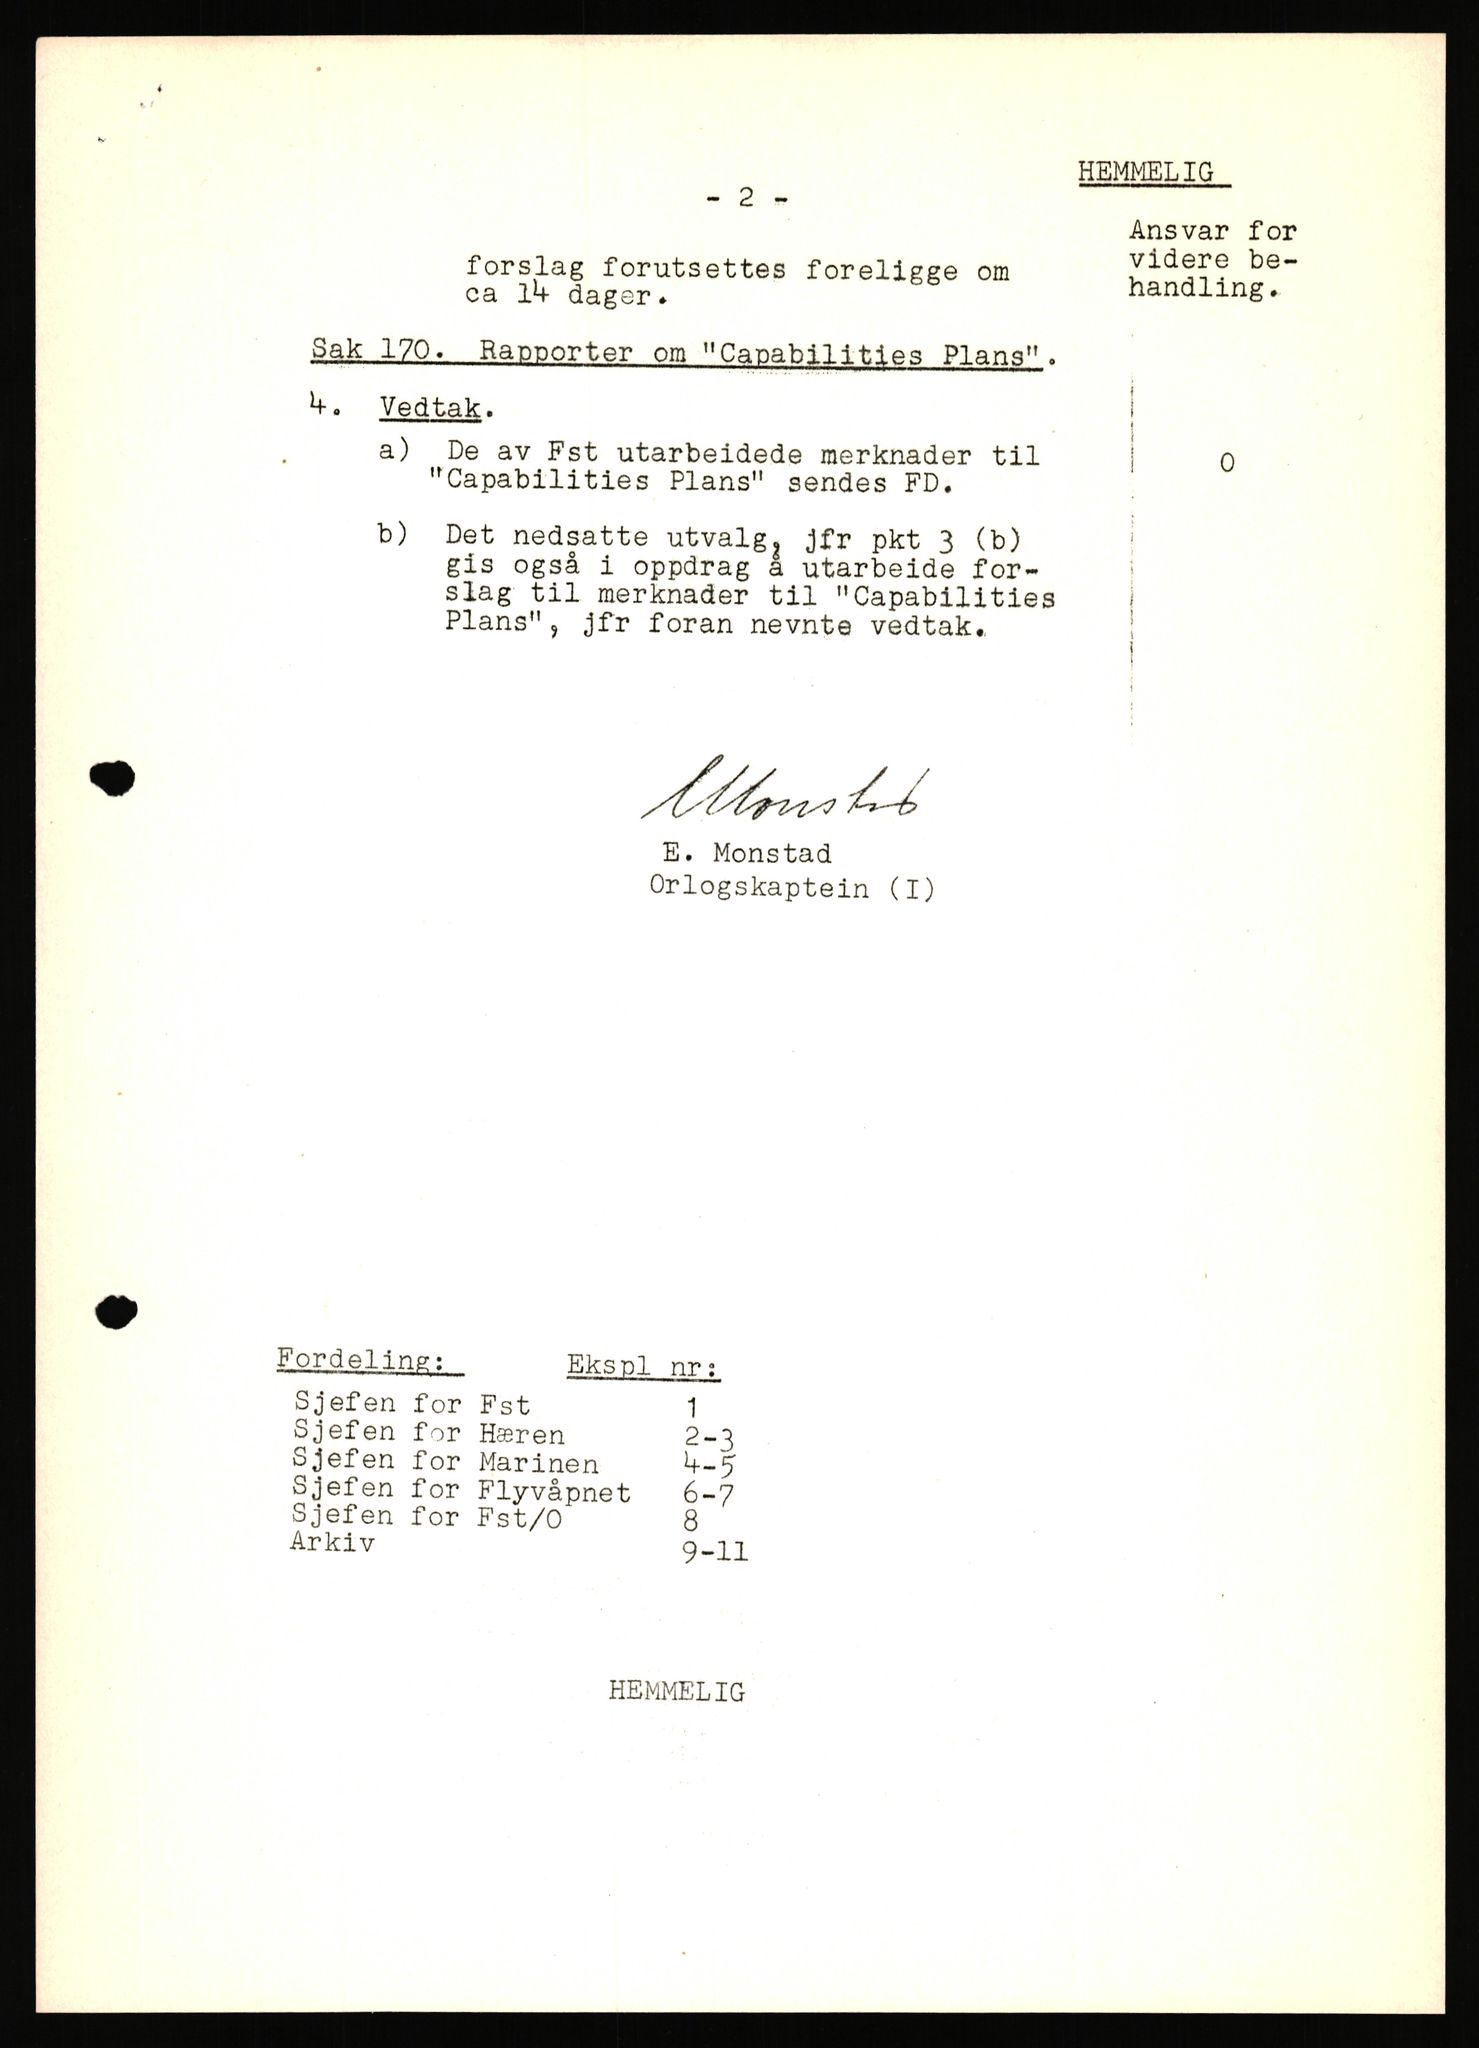 HEMMELIG
- 2 -
Ansvar for
videre be-
handling.
forslag forutsettes foreligge om
ca 14 dager.
Sak 170. Rapporter om "Capabilities Plans".
4. Vedtak.
a) De av Fst utarbeidede merknader til
"Capabilities Plans" sendes FD.
O
b) Det nedsatte utvalg, jfr pkt 3 (b)
gis også i oppdrag å utarbeide for-
slag til merknader til "Capabilities
Plans", jfr foran nevnte vedtak.
EMonstad
E. Monstad
Orlogskaptein (I)
Fordeling: Ekspl nr:
Sjefen for Fst 1
Sjefen for Hæren 2-3
Sjefen for Marinen 4-5
Sjefen for Flyvåpnet 6-7
Sjefen for Fst/O 8
Arkiv 9-11
HEMMELIG